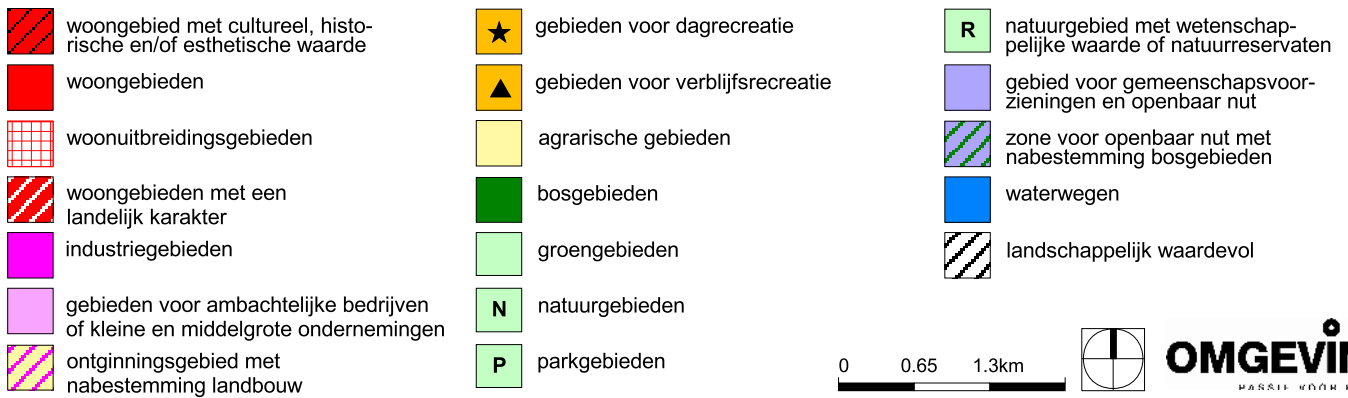 woongebied met cultureel, histo-
rische en/of esthetische waarde
woongebieden
woonuitbreidingsgebieden
woongebieden met een
landelijk karakter
industriegebieden
gebieden voor ambachtelijke bedrijven
of kleine en middelgrote ondernemingen
ontginningsgebied met
nabestemming landbouw
gebieden voor dagrecreatie
gebieden voor verblijfsrecreatie
agrarische gebieden
bosgebieden
groengebieden
N natuurgebieden
P parkgebieden
R natuurgebied met wetenschap-
pelijke waarde of natuurreservaten
gebied voor gemeenschapsvoor-
zieningen en openbaar nut
zone voor openbaar nut met
nabestemming bosgebieden
waterwegen
landschappelijk waardevol
0 0.65 1.3km
OMGEVI